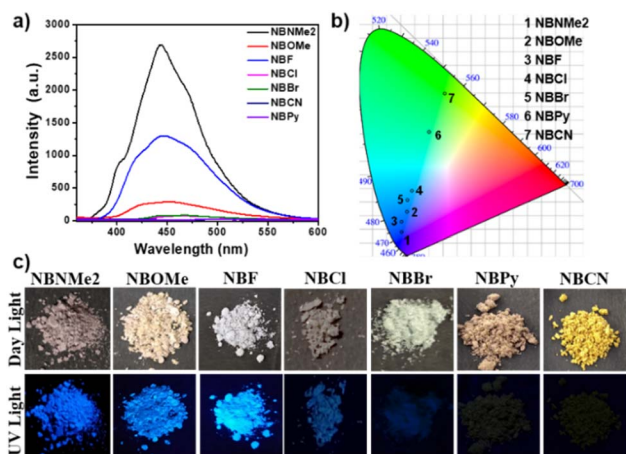 a)
3000
2500
2000
1500
1000
500
0
400
450
500
550
600
Intensity (a.u.)
Wavelength (nm)
NBNMe2
NBOMe
NBF
NBCl
NBBr
NBCN
NBPy
b)
520
540
560
580
600
620
700
490
480
470
460
1
2
3
4
5
6
7
1 NBNMe2
2 NBOMe
3 NBF
4 NBCl
5 NBBr
6 NBPy
7 NBCN
c)
NBNMe2 NBOMe NBF NBCl NBBr NBPy NBCN
Day Light
UV Light